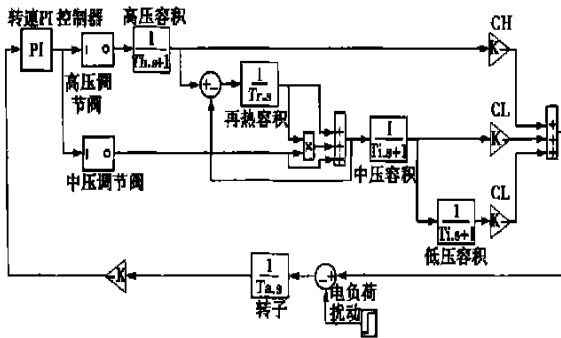 转速PI 控制器
高压容积
CH
PI
I O
1
Th.s+1
K-
高压调
节阀
+-
1
Tr.s
再热容积
CL
I O
中压调节阀
×
+
+
+
I
Ti.s+1
中压容积
K-
+
+
+
CL
1
Ti.s+1
K-
低压容积
-K
1
Ta.s
转子
-+
电负荷
扰动